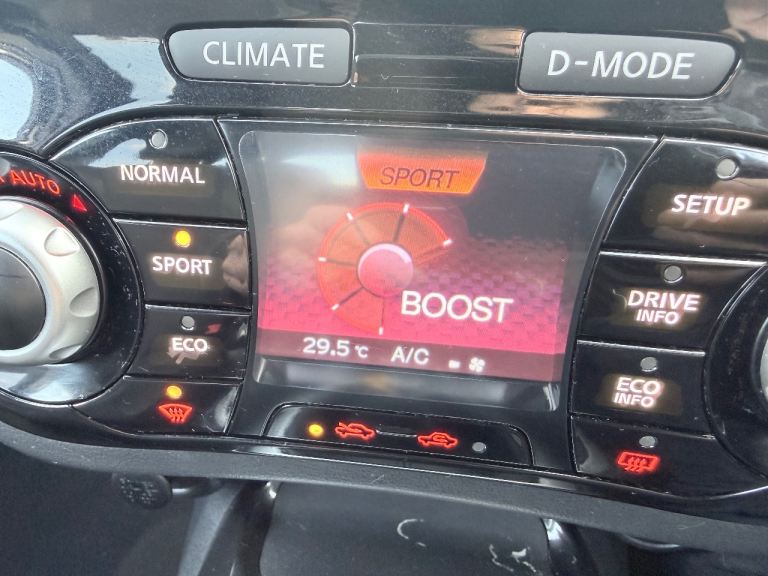 CLIMATE
D-MODE
AUTO
NORMAL
SPORT
SETUP
SPORT
DRIVE
INFO
BOOST
ECO
29.5°C A/C
ECO
INFO